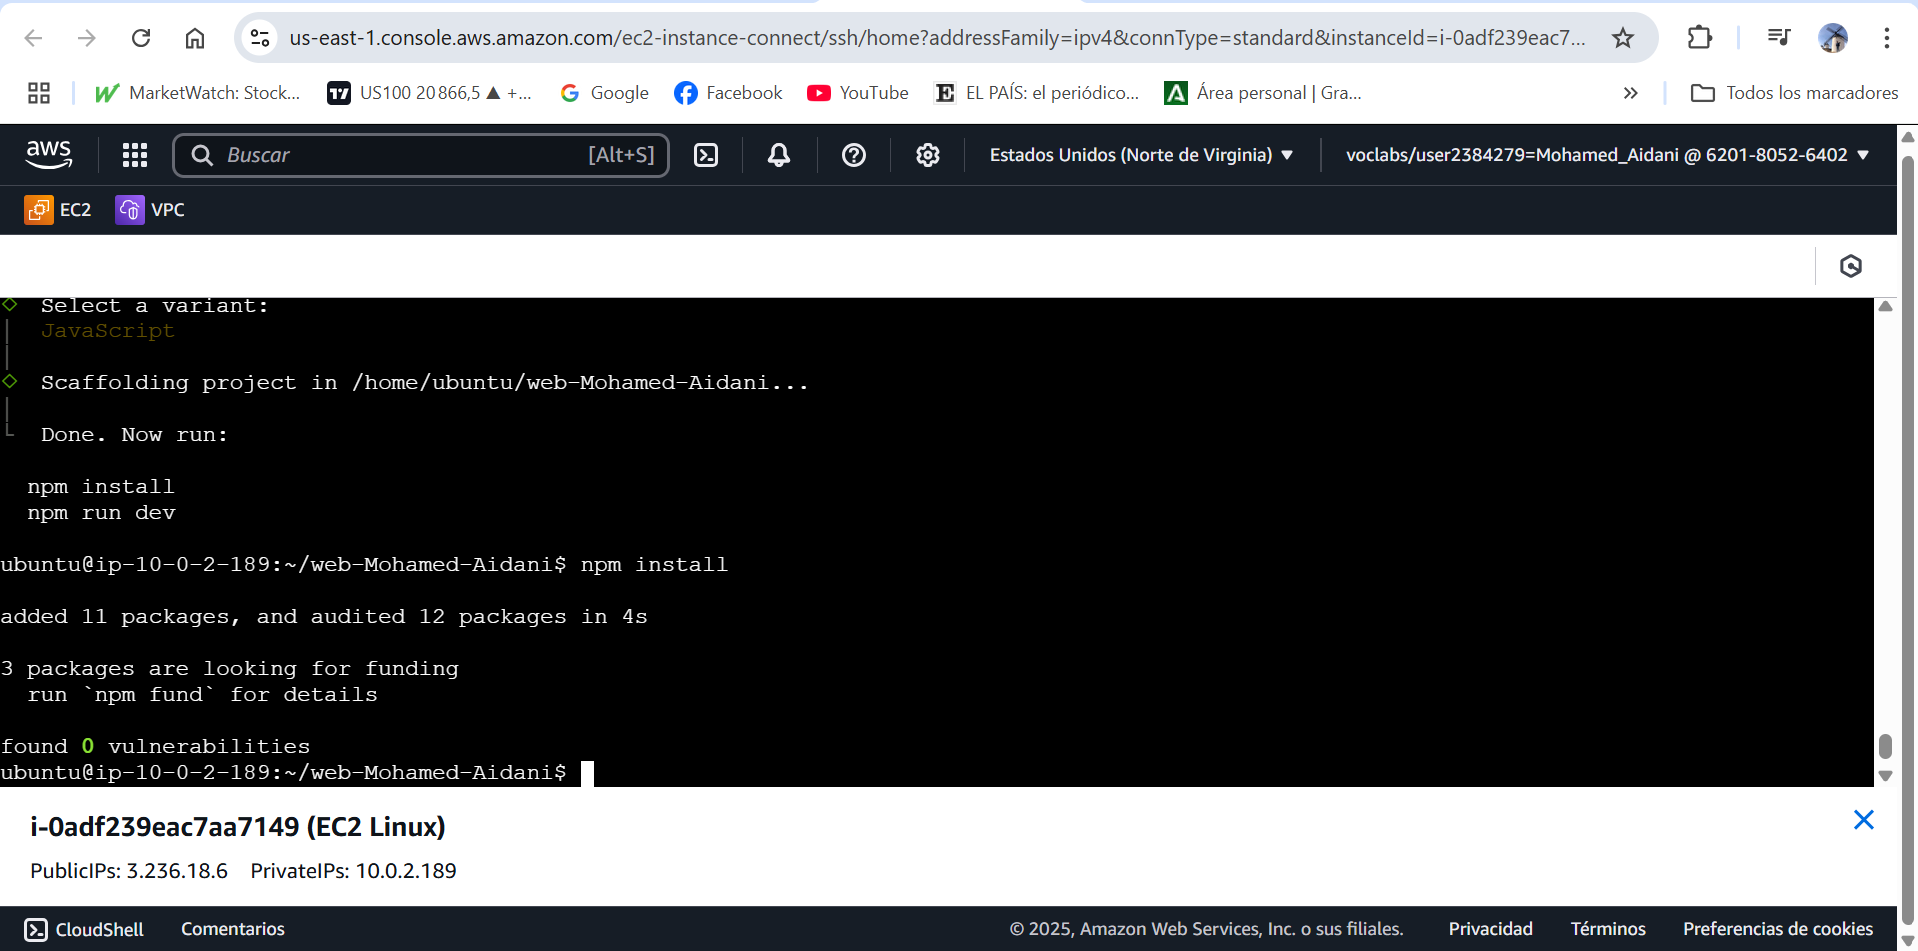 us-east-1.console.aws.amazon.com/ec2-instance-connect/ssh/home?addressFamily=ipv4&connType=standard&instanceId=i-0adf239eac7...
MarketWatch: Stock... US100 20 866,5 ▲ +... Google Facebook YouTube EL PAÍS: el periódico... Área personal | Gra... » Todos los marcadores
aws Buscar [Alt+S] Estados Unidos (Norte de Virginia) ▼ voclabs/user2384279=Mohamed_Aidani @ 6201-8052-6402 ▼
EC2 VPC
Select a variant:
JavaScript
Scaffolding project in /home/ubuntu/web-Mohamed-Aidani...
Done. Now run:
npm install
npm run dev
ubuntu@ip-10-0-2-189:~/web-Mohamed-Aidani$ npm install
added 11 packages, and audited 12 packages in 4s
3 packages are looking for funding
run `npm fund` for details
found 0 vulnerabilities
ubuntu@ip-10-0-2-189:~/web-Mohamed-Aidani$
i-0adf239eac7aa7149 (EC2 Linux)
PublicIPs: 3.236.18.6 PrivateIPs: 10.0.2.189
CloudShell Comentarios © 2025, Amazon Web Services, Inc. o sus filiales. Privacidad Términos Preferencias de cookies